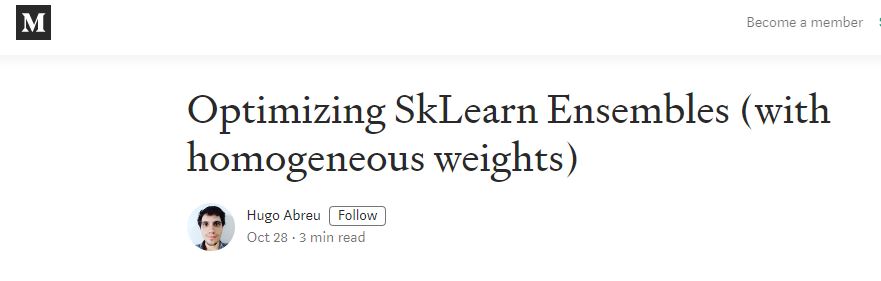 M
Become a member
Optimizing SkLearn Ensembles (with
homogeneous weights)
Hugo Abreu Follow
Oct 28 · 3 min read